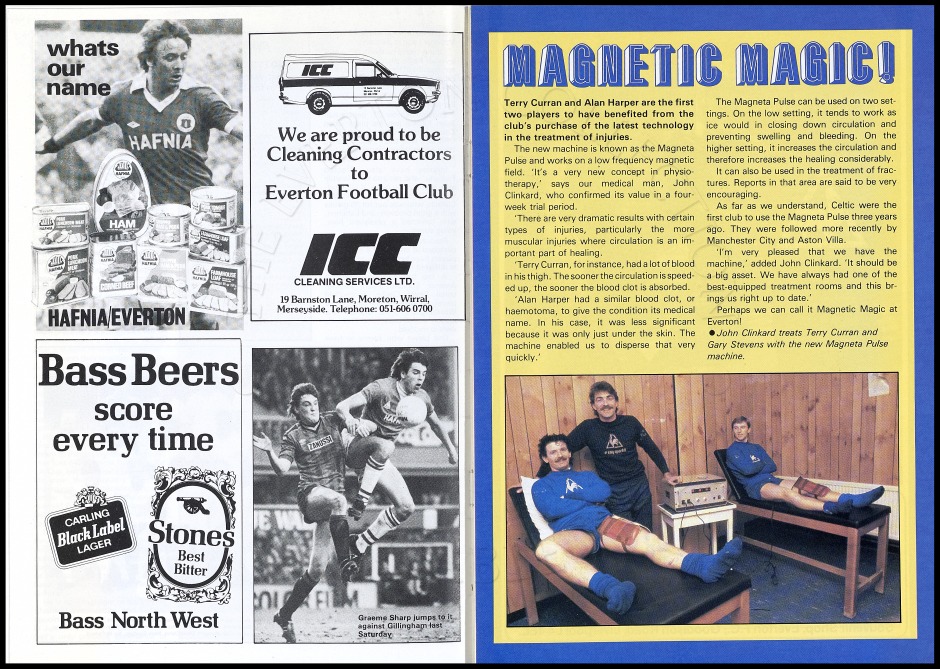 whats
our
name
HAFNIA
HAFNIA
HAM
CORNED BEEF
FARMHOUSE
HAFNIA/EVERTON
ICC
We are proud to be
Cleaning Contractors
to
Everton Football Club
ICC
CLEANING SERVICES LTD.
19 Barnston Lane, Moreton, Wirral,
Merseyside. Telephone: 051-606 0700
Bass Beers
score
every time
CARLING
Black Label
LAGER
Stones
Best
Bitter
Bass North West
ZANUSSI
HAFNIA
Graeme Sharp jumps to it
against Gillingham last
Saturday
MAGNETIC MAGIC!
Terry Curran and Alan Harper are the first
two players to have benefited from the
club's purchase of the latest technology
in the treatment of injuries.
The new machine is known as the Magneta
Pulse and works on a low frequency magnetic
field. 'It's a very new concept in physio-
therapy,' says our medical man, John
Clinkard, who confirmed its value in a four-
week trial period.
'There are very dramatic results with certain
types of injuries, particularly the more
muscular injuries where circulation is an im-
portant part of healing.
'Terry Curran, for instance, had a lot of blood
in his thigh. The sooner the circulation is speed-
ed up, the sooner the blood clot is absorbed.
'Alan Harper had a similar blood clot, or
haemotoma, to give the condition its medical
name. In his case, it was less significant
because it was only just under the skin. The
machine enabled us to disperse that very
quickly.'
The Magneta Pulse can be used on two set-
tings. On the low setting, it tends to work as
ice would in closing down circulation and
preventing swelling and bleeding. On the
higher setting, it increases the circulation and
therefore increases the healing considerably.
It can also be used in the treatment of frac-
tures. Reports in that area are said to be very
encouraging.
As far as we understand, Celtic were the
first club to use the Magneta Pulse three years
ago. They were followed more recently by
Manchester City and Aston Villa.
'I'm very pleased that we have the
machine,' added John Clinkard. 'It should be
a big asset. We have always had one of the
best-equipped treatment rooms and this br-
ings us right up to date.'
Perhaps we can call it Magnetic Magic at
Everton!
● John Clinkard treats Terry Curran and
Gary Stevens with the new Magneta Pulse
machine.
le coq sportif